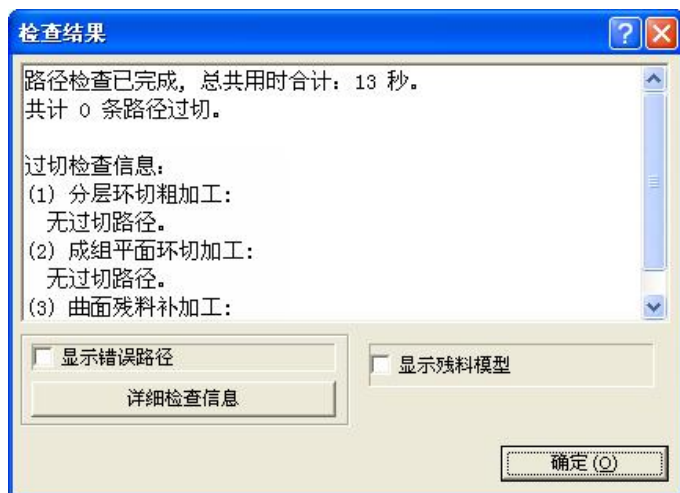 检查结果
路径检查已完成, 总共用时合计: 13 秒。
共计 0 条路径过切。
过切检查信息:
(1) 分层环切粗加工:
无过切路径。
(2) 成组平面环切加工:
无过切路径。
(3) 曲面残料补加工:
显示错误路径
显示残料模型
详细检查信息
确定(O)